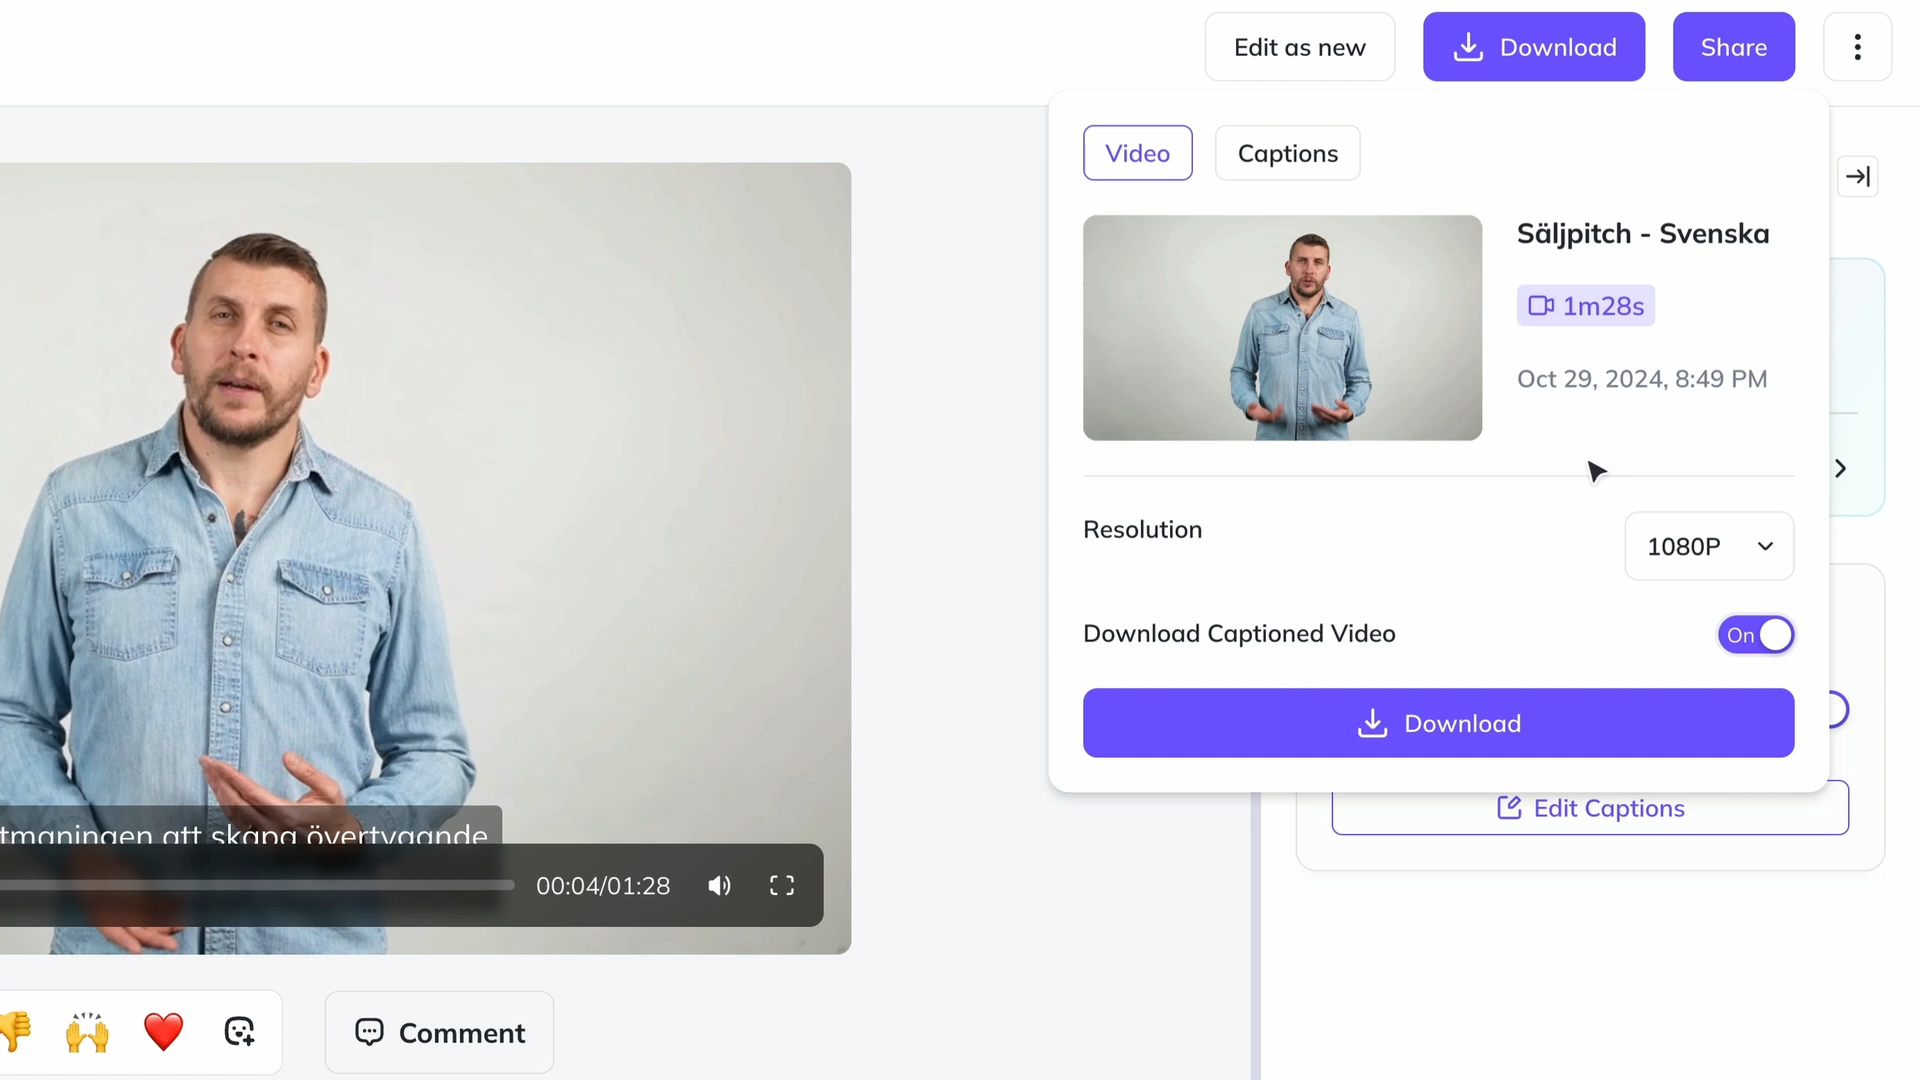 Edit as new
Download
Share
Video
Captions
Säljpitch - Svenska
1m28s
Oct 29, 2024, 8:49 PM
Resolution
1080P
Download Captioned Video
On
Download
Edit Captions
tmaningen att skapa övertygande
00:04/01:28
Comment